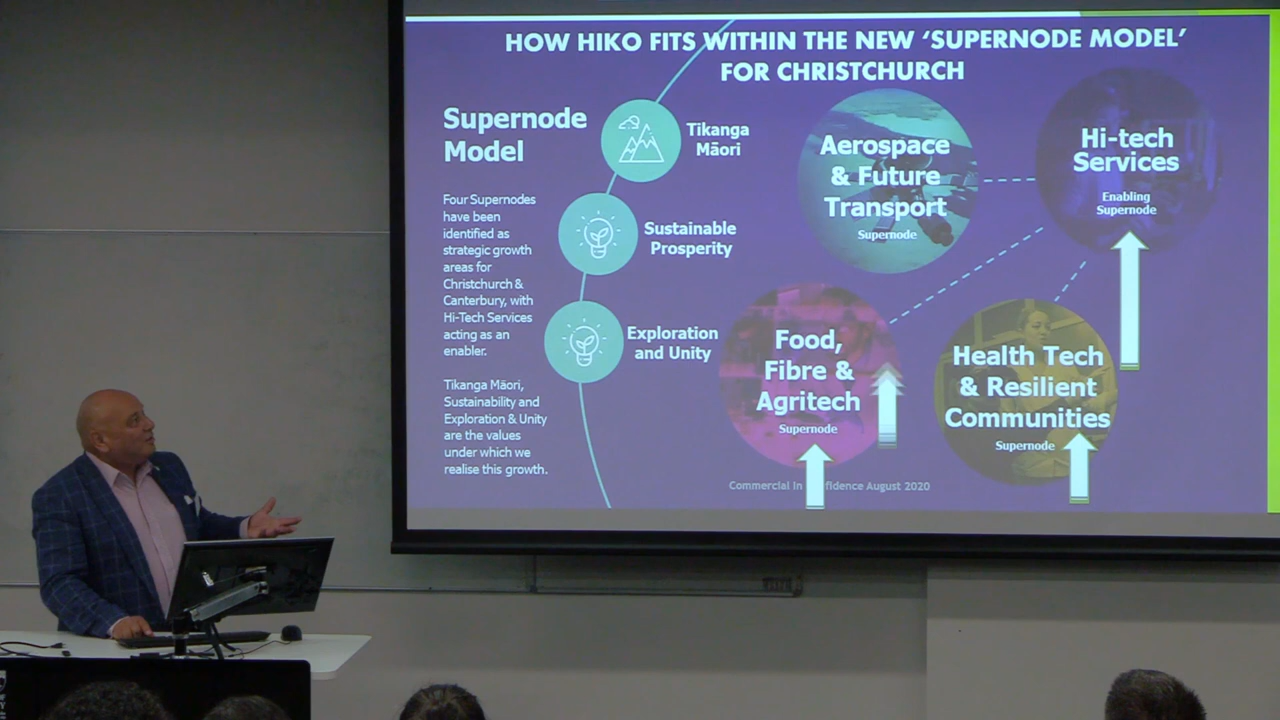 HOW HIKO FITS WITHIN THE NEW ‘SUPERNODE MODEL’
FOR CHRISTCHURCH
Supernode
Model
Four Supernodes
have been
identified as
strategic growth
areas for
Christchurch &
Canterbury, with
Hi-Tech Services
acting as an
enabler.
Tikanga Māori,
Sustainability and
Exploration & Unity
are the values
under which we
realise this growth.
Tikanga
Māori
Sustainable
Prosperity
Exploration
and Unity
Aerospace
& Future
Transport
Supernode
Hi-tech
Services
Enabling
Supernode
Food,
Fibre &
Agritech
Supernode
Health Tech
& Resilient
Communities
Supernode
Commercial in fidence August 2020